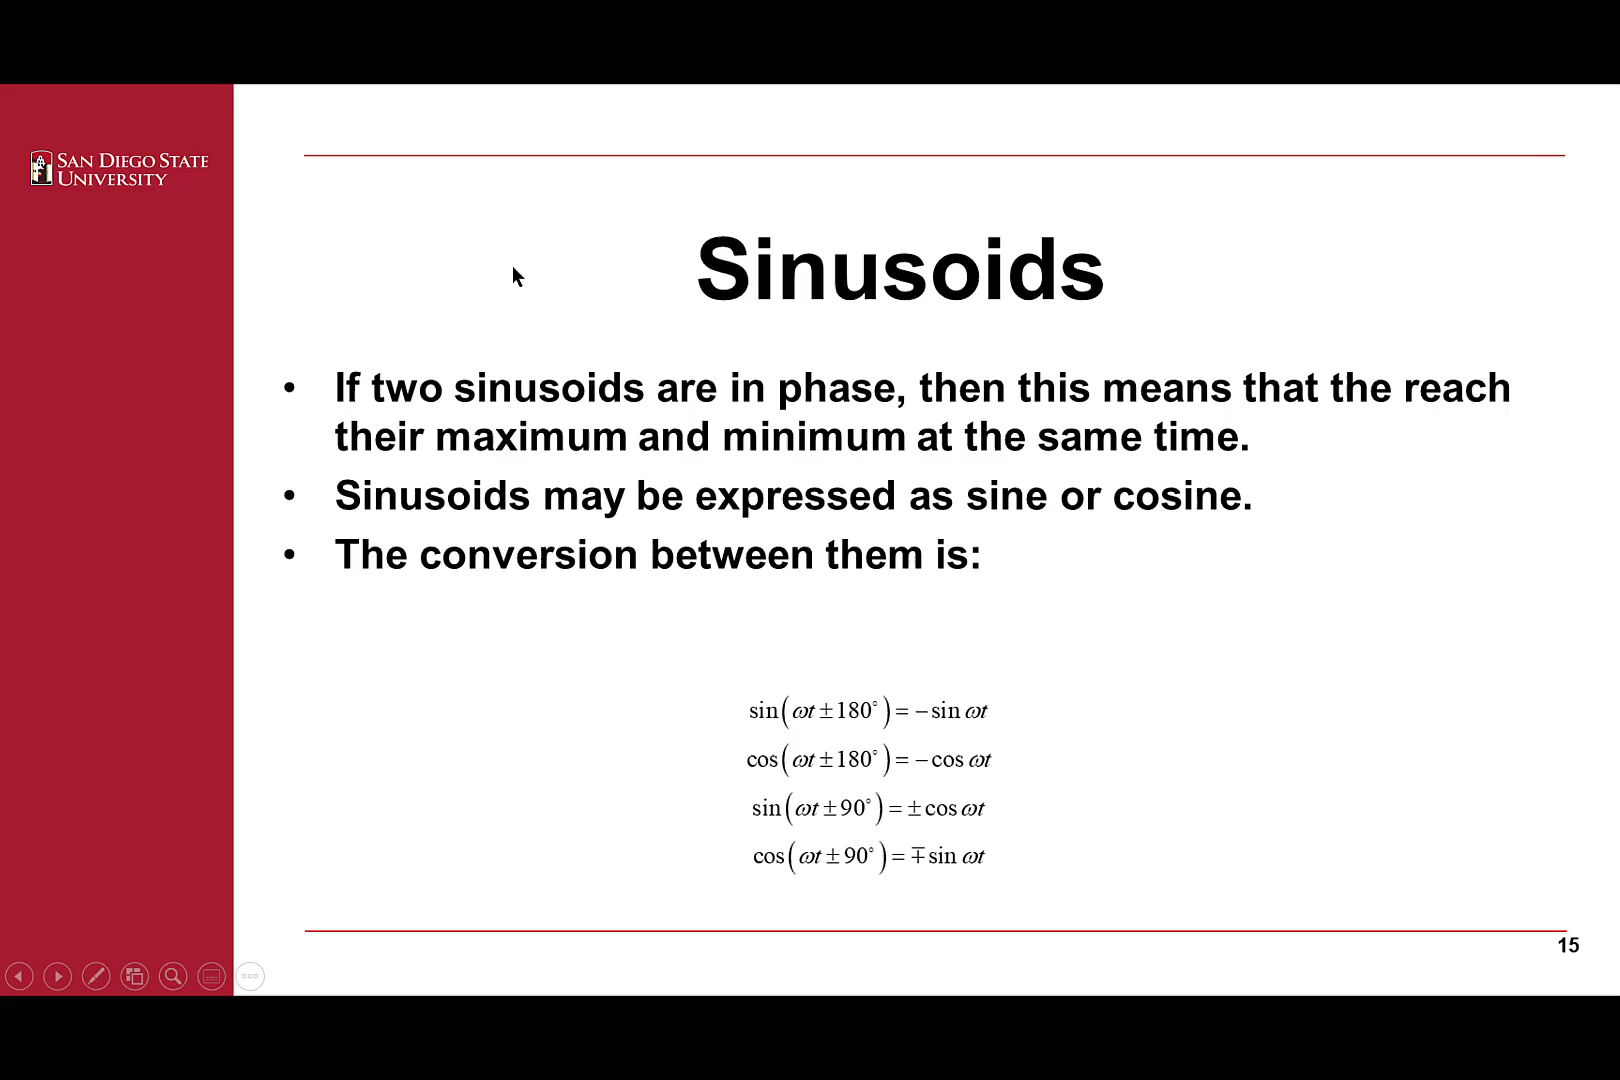 SAN DIEGO STATE
UNIVERSITY
Sinusoids
• If two sinusoids are in phase, then this means that the reach
their maximum and minimum at the same time.
• Sinusoids may be expressed as sine or cosine.
• The conversion between them is:
sin(ωt ± 180°) = − sin ωt
cos(ωt ± 180°) = − cos ωt
sin(ωt ± 90°) = ± cos ωt
cos(ωt ± 90°) = ∓ sin ωt
15